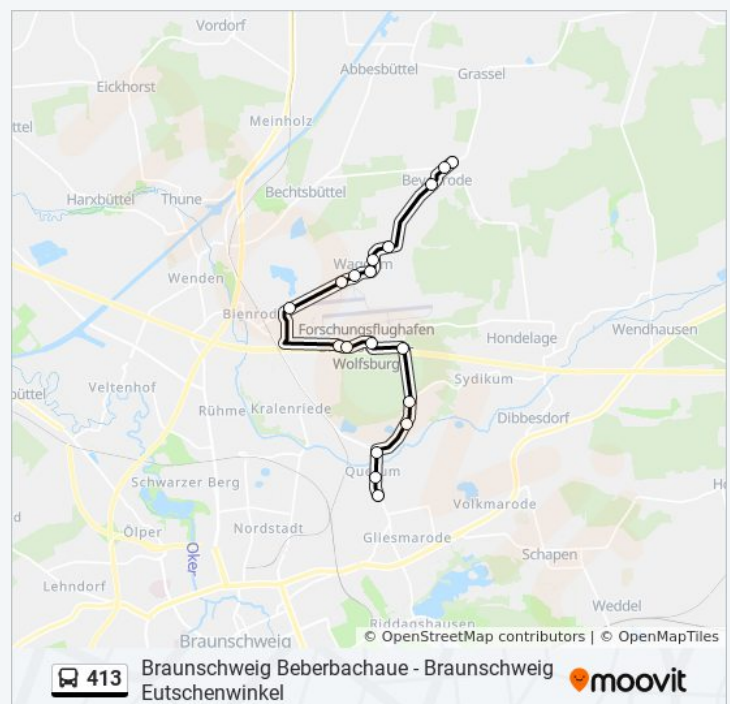 Vordorf
Abbesbüttel
Grassel
Eickhorst
Meinholz
ttel
Bechtsbüttel
Harxbüttel
Thune
Wenden
Forschungsflughafen
Wolfsburg
Hondelage
Wendhausen
Sydikum
Veltenhof
büttel
Rühme
Kralenriede
Dibbesdorf
Schwarzer Berg
Volkmarode
Nordstadt
d
Ölper
Gliesmarode
Schapen
Oker
Lehndorf
Weddel
Riddagshausen
Braunschweig
© OpenStreetMap contributors | © OpenMapTiles
413
Braunschweig Beberbachaue - Braunschweig
Eutschenwinkel
moovit